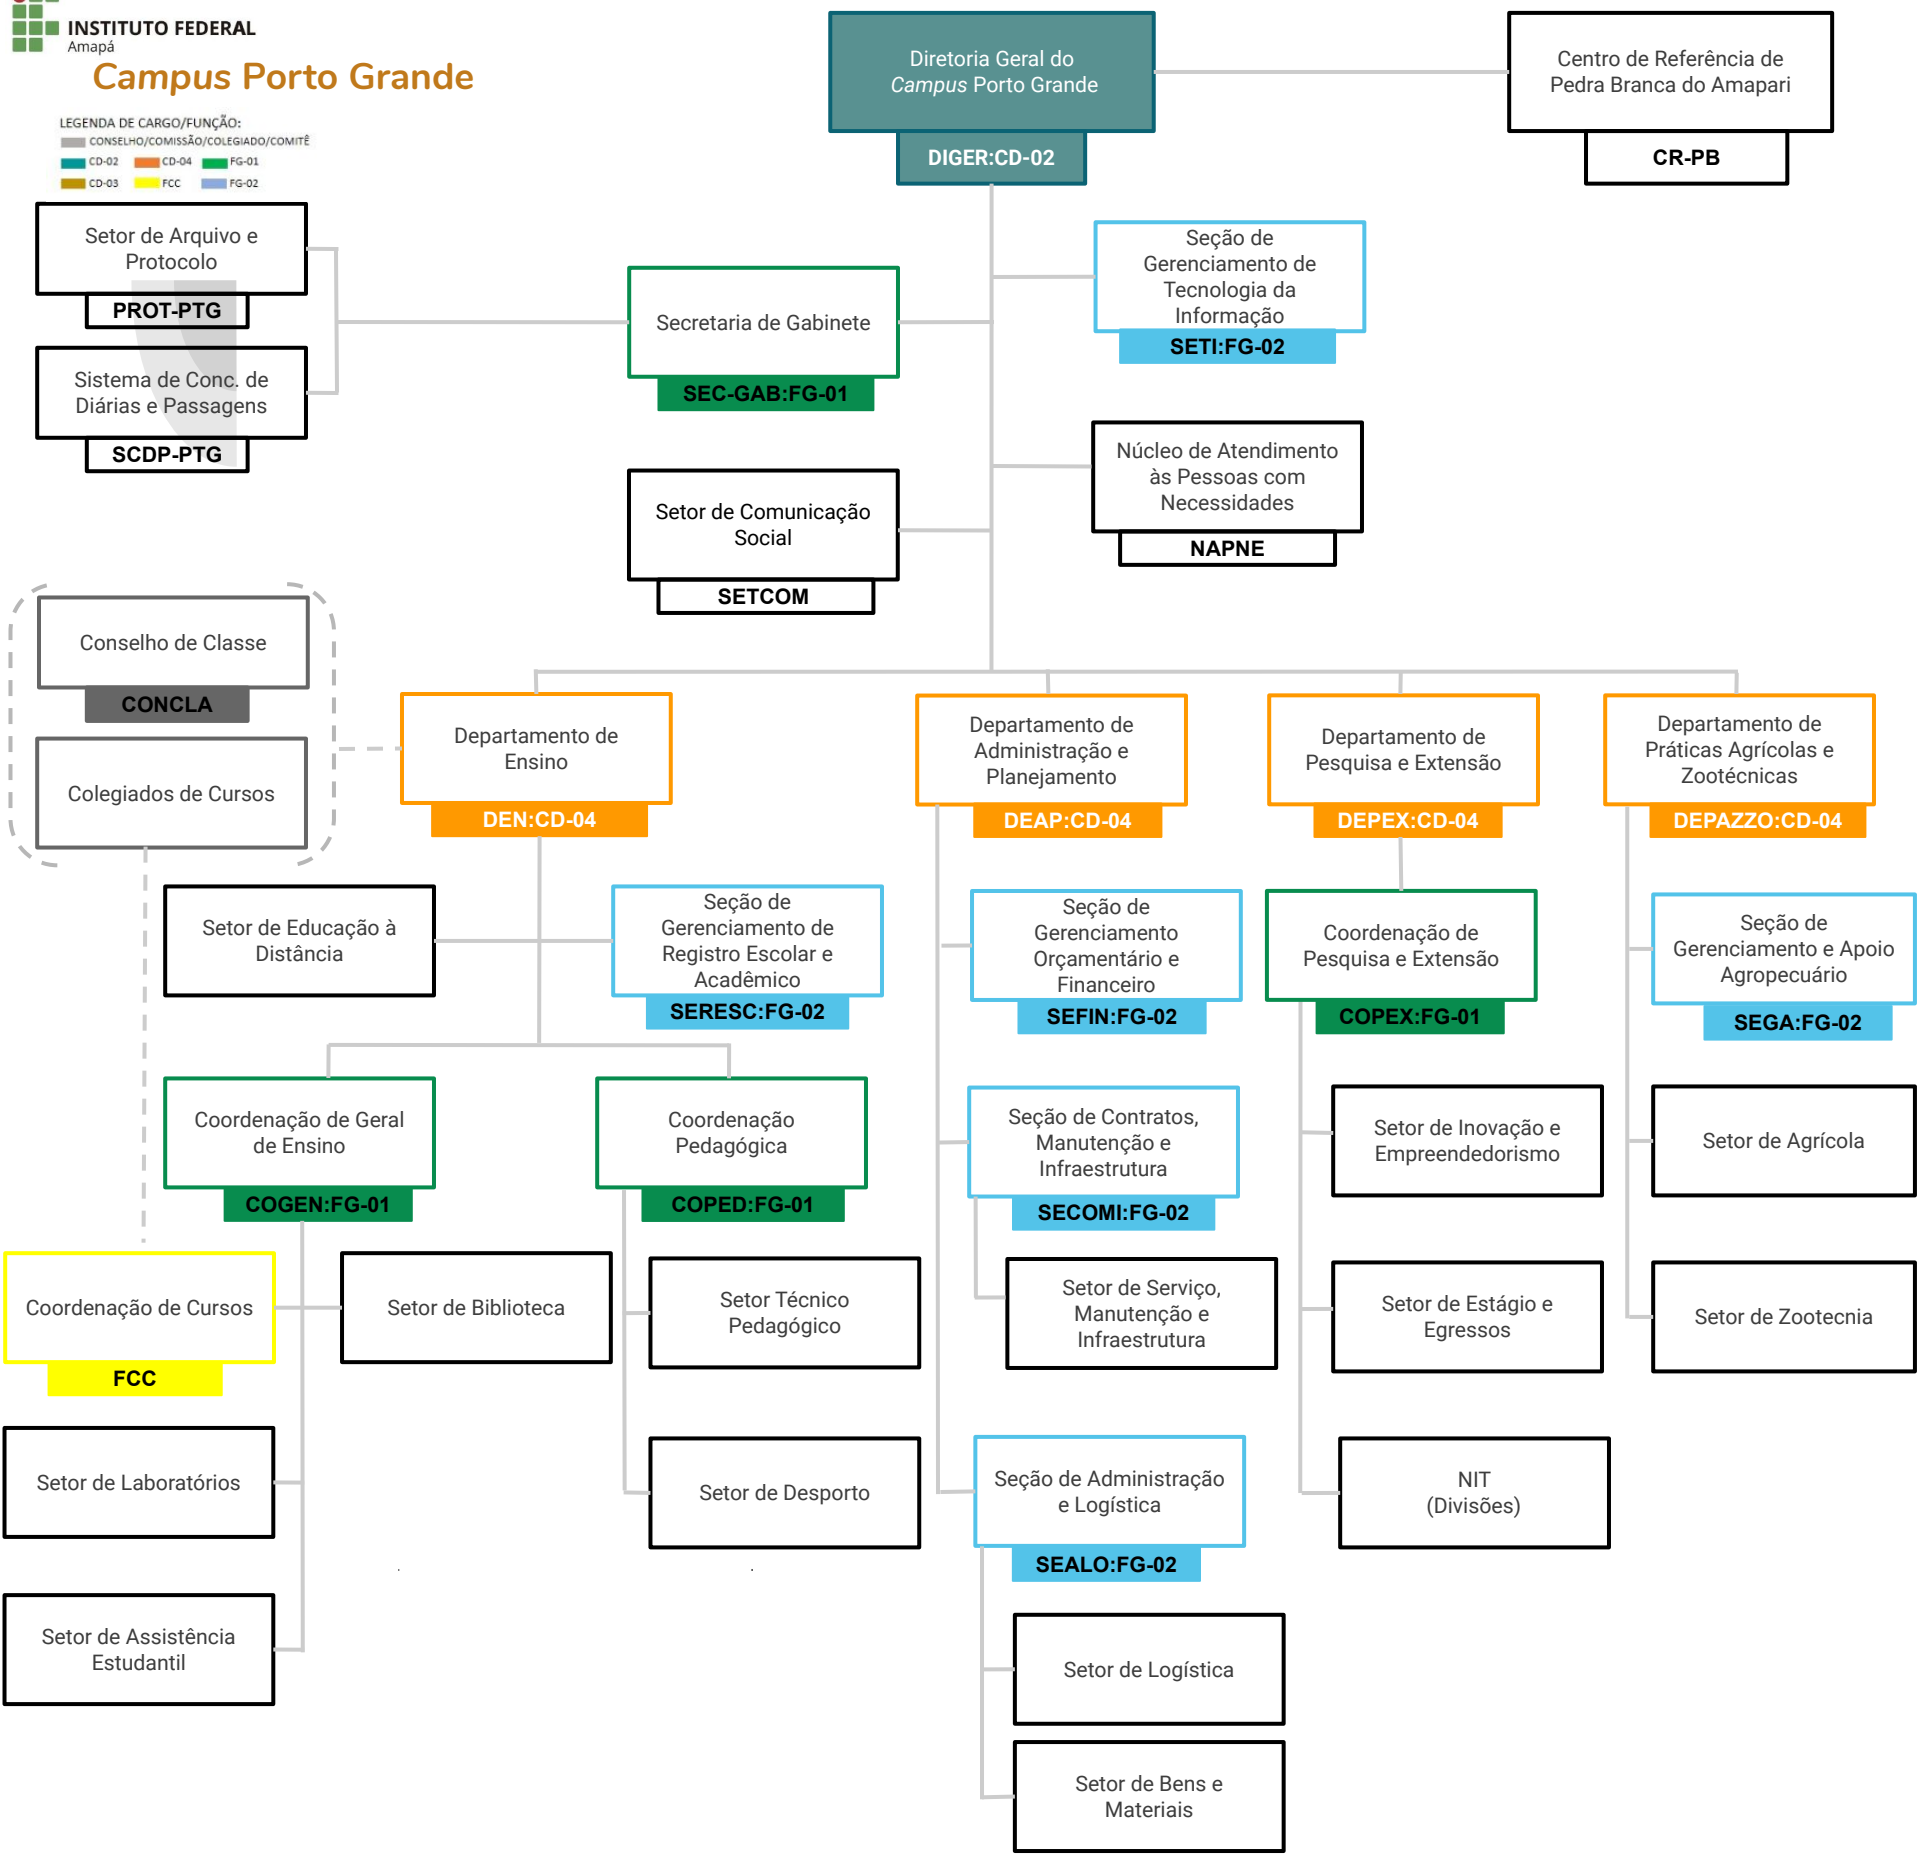 INSTITUTO FEDERAL
Amapá
Campus Porto Grande
LEGENDA DE CARGO/FUNÇÃO:
CONSELHO/COMISSÃO/COLEGIADO/COMITÊ
CD-02 CD-04 FG-01
CD-03 FCC FG-02
Diretoria Geral do
Campus Porto Grande
DIGER:CD-02
Centro de Referência de
Pedra Branca do Amapari
CR-PB
Setor de Arquivo e
Protocolo
PROT-PTG
Sistema de Conc. de
Diárias e Passagens
SCDP-PTG
Secretaria de Gabinete
SEC-GAB:FG-01
Seção de
Gerenciamento de
Tecnologia da
Informação
SETI:FG-02
Setor de Comunicação
Social
SETCOM
Núcleo de Atendimento
às Pessoas com
Necessidades
NAPNE
Conselho de Classe
CONCLA
Colegiados de Cursos
Departamento de
Ensino
DEN:CD-04
Departamento de
Administração e
Planejamento
DEAP:CD-04
Departamento de
Pesquisa e Extensão
DEPEX:CD-04
Departamento de
Práticas Agrícolas e
Zootécnicas
DEPAZZO:CD-04
Setor de Educação à
Distância
Seção de
Gerenciamento de
Registro Escolar e
Acadêmico
SERESC:FG-02
Seção de
Gerenciamento
Orçamentário e
Financeiro
SEFIN:FG-02
Coordenação de
Pesquisa e Extensão
COPEX:FG-01
Seção de
Gerenciamento e Apoio
Agropecuário
SEGA:FG-02
Coordenação de Geral
de Ensino
COGEN:FG-01
Coordenação
Pedagógica
COPED:FG-01
Seção de Contratos,
Manutenção e
Infraestrutura
SECOMI:FG-02
Setor de Inovação e
Empreendedorismo
Setor de Agrícola
Coordenação de Cursos
FCC
Setor de Biblioteca
Setor Técnico
Pedagógico
Setor de Serviço,
Manutenção e
Infraestrutura
Setor de Estágio e
Egressos
Setor de Zootecnia
Setor de Laboratórios
Setor de Desporto
Seção de Administração
e Logística
SEALO:FG-02
NIT
(Divisões)
Setor de Assistência
Estudantil
Setor de Logística
Setor de Bens e
Materiais